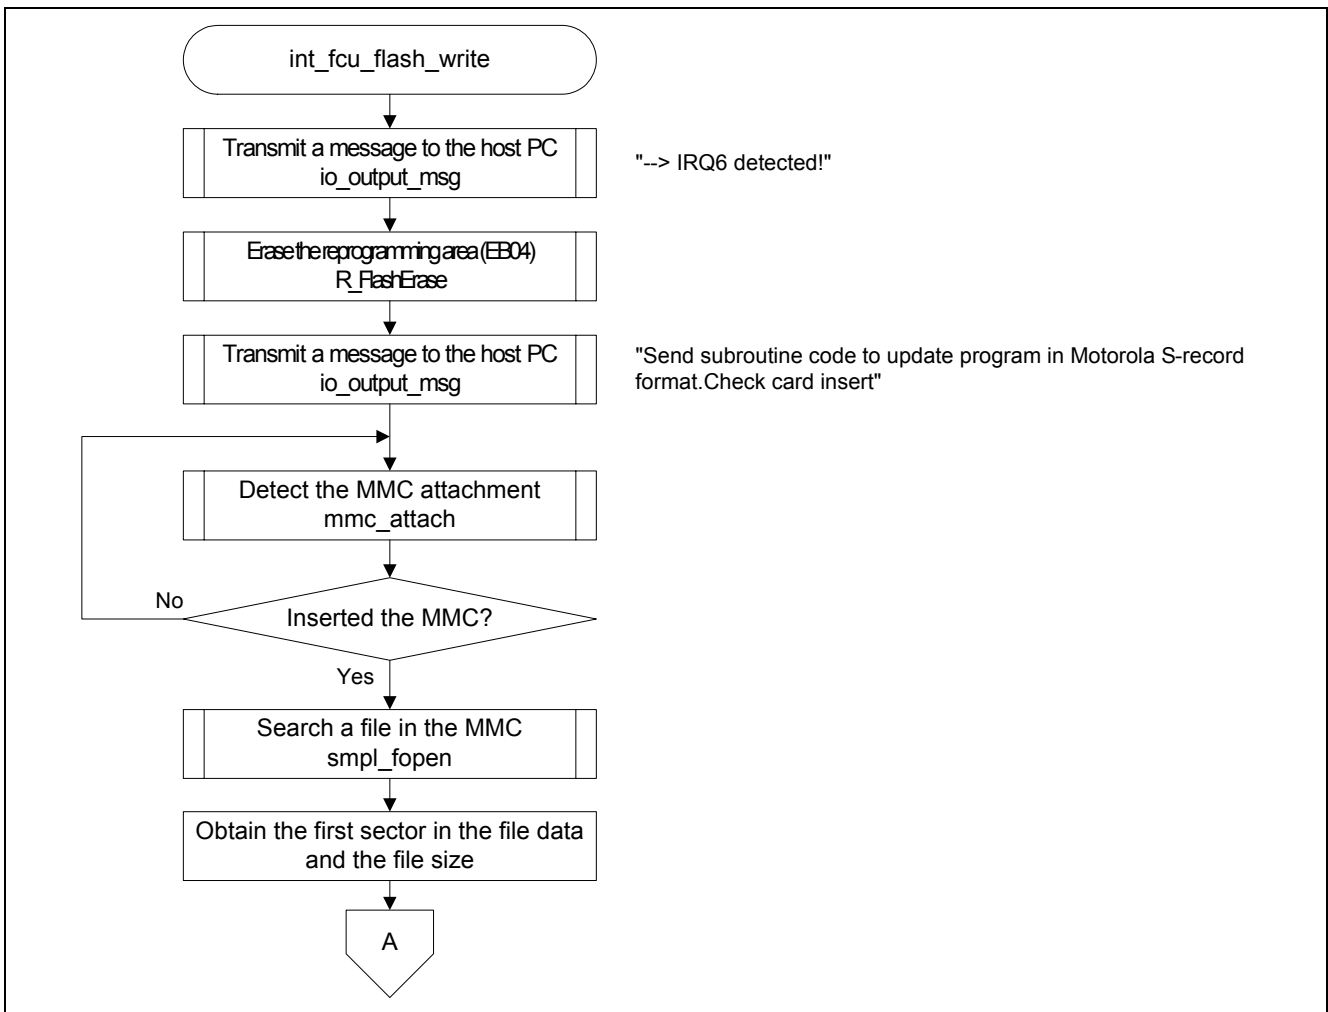 int_fcu_flash_write
Transmit a message to the host PC
io_output_msg
"--> IRQ6 detected!"
Erase the reprogramming area (EB04)
R_FlashErase
Transmit a message to the host PC
io_output_msg
"Send subroutine code to update program in Motorola S-record
format.Check card insert"
Detect the MMC attachment
mmc_attach
No
Inserted the MMC?
Yes
Search a file in the MMC
smpl_fopen
Obtain the first sector in the file data
and the file size
A